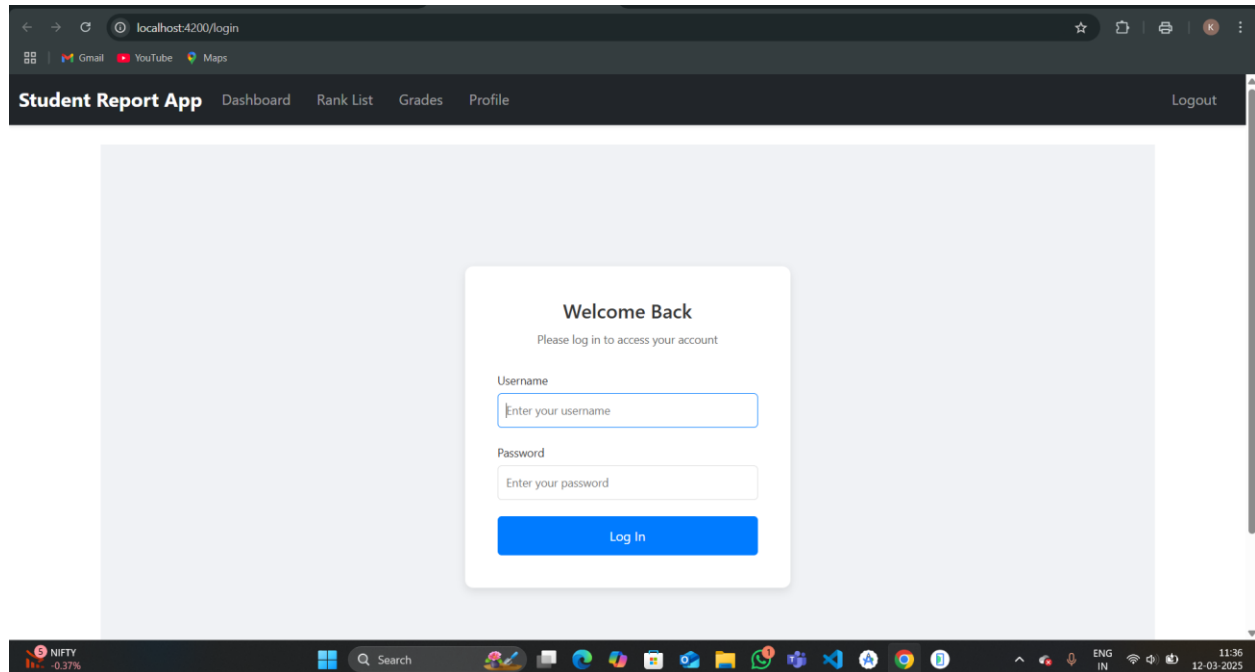 localhost:4200/login
Gmail YouTube Maps
K
Student Report App Dashboard Rank List Grades Profile Logout
Welcome Back
Please log in to access your account
Username
Enter your username
Password
Enter your password
Log In
5 NIFTY
-0.37%
Search
1
ENG
IN
11:36
12-03-2025